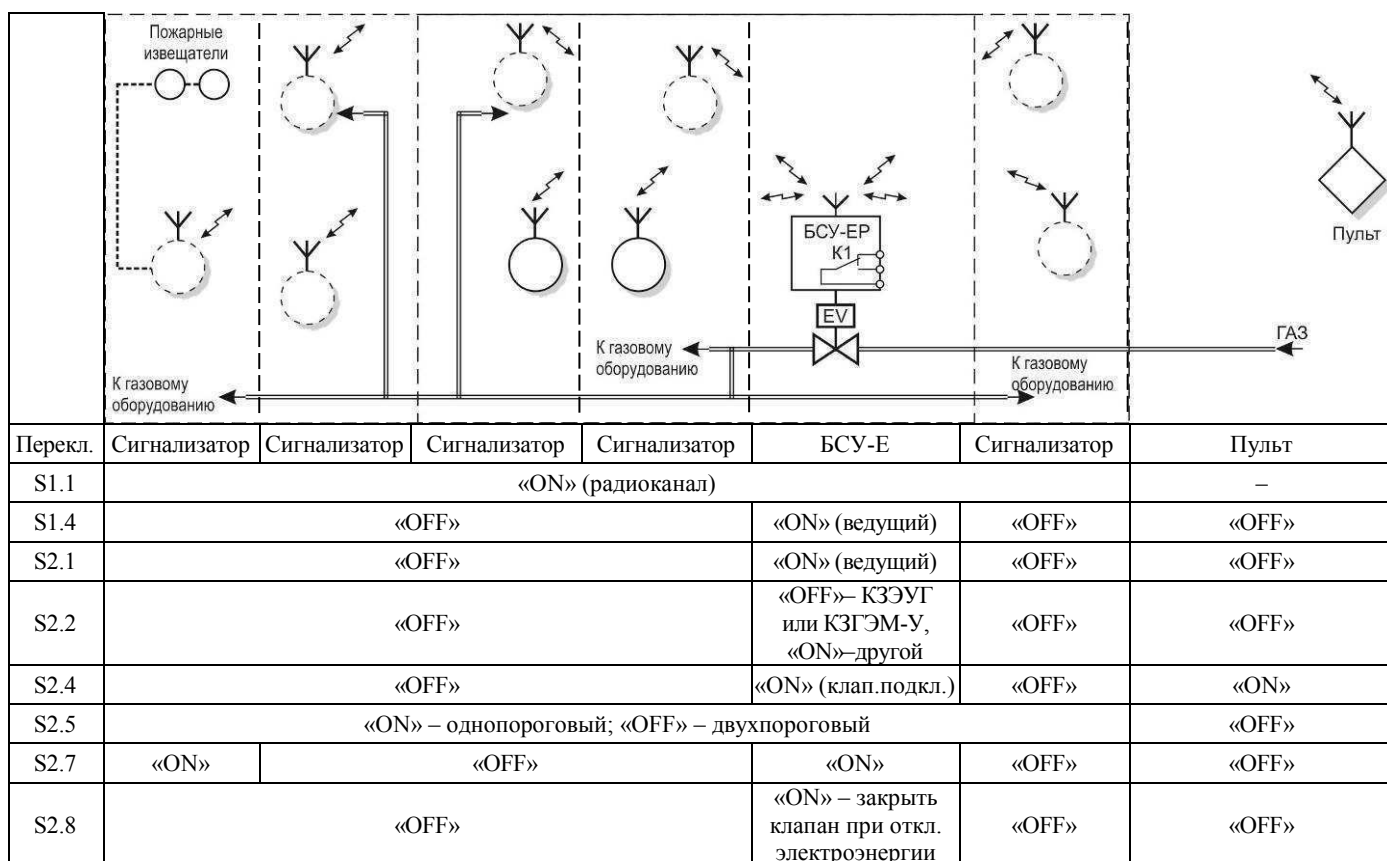 Пожарные
извещатели
БСУ-ЕР
К1
EV
Пульт
ГАЗ
К газовому
оборудованию
К газовому
оборудованию
К газовому
оборудованию
Перекл. Сигнализатор Сигнализатор Сигнализатор Сигнализатор БСУ-Е Сигнализатор Пульт
S1.1 «ON» (радиоканал) –
S1.4 «OFF» «ON» (ведущий) «OFF» «OFF»
S2.1 «OFF» «ON» (ведущий) «OFF» «OFF»
«OFF»– КЗЭУГ
S2.2 «OFF» или КЗГЭМ-У, «OFF» «OFF»
«ON»–другой
S2.4 «OFF» «ON» (клап.подкл.) «OFF» «ON»
S2.5 «ON» – однопороговый; «OFF» – двухпороговый «OFF»
S2.7 «ON» «OFF» «ON» «OFF» «OFF»
«ON» – закрыть
S2.8 «OFF» клапан при откл. «OFF» «OFF»
электроэнергии